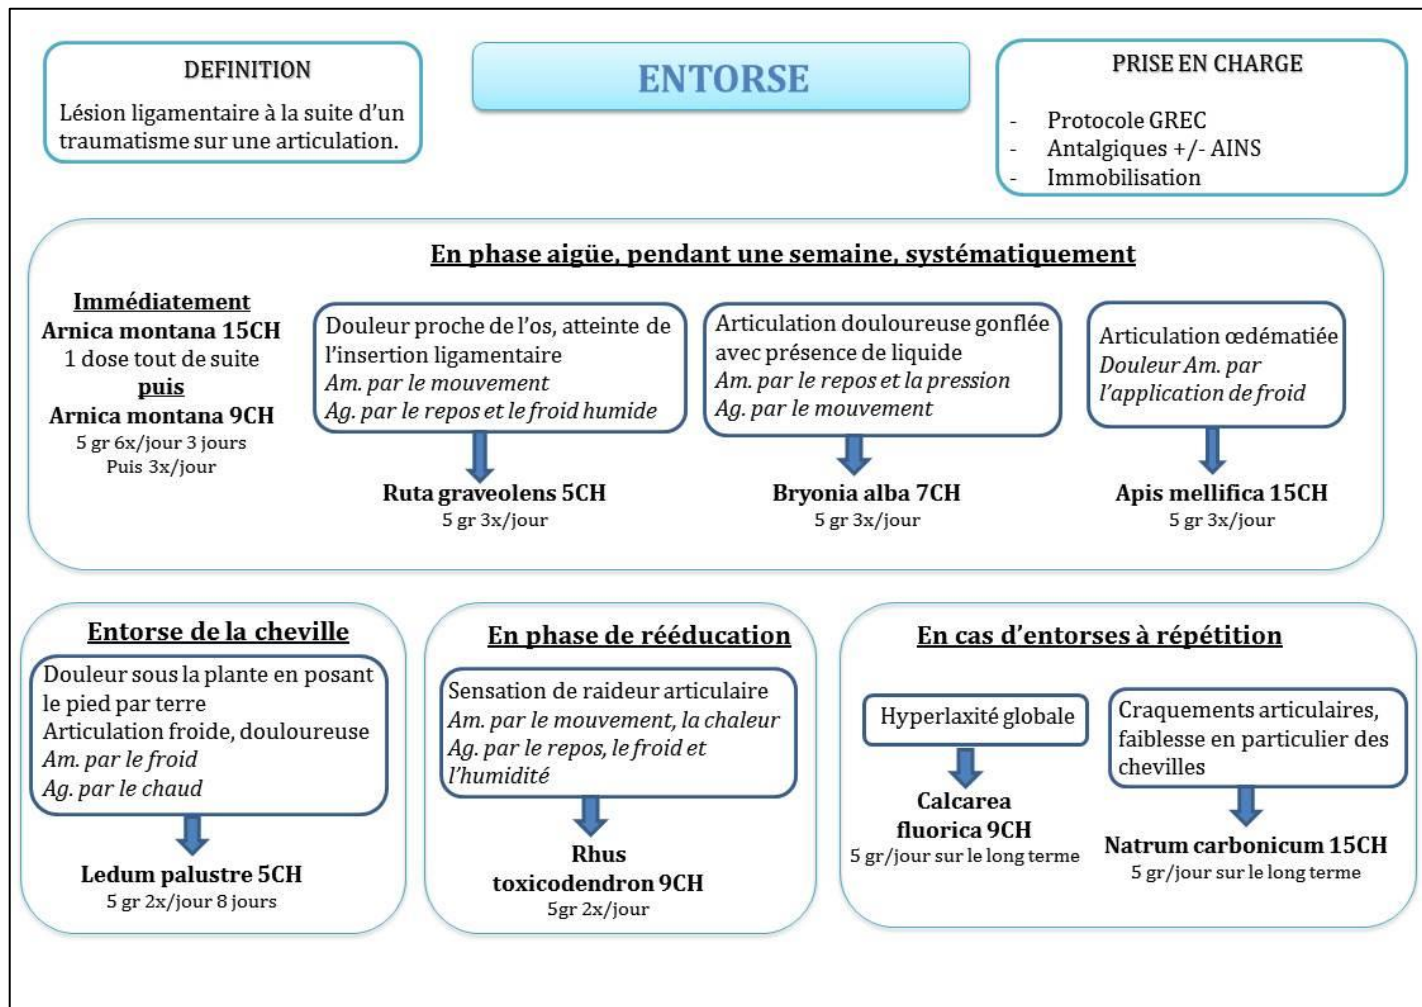 DEFINITION
Lésion ligamentaire à la suite d'un
traumatisme sur une articulation.
ENTORSE
PRISE EN CHARGE
- Protocole GREC
- Antalgiques +/- AINS
- Immobilisation
En phase aigüe, pendant une semaine, systématiquement
Immédiatement
Arnica montana 15CH
1 dose tout de suite
puis
Arnica montana 9CH
5 gr 6x/jour 3 jours
Puis 3x/jour
Douleur proche de l'os, atteinte de
l'insertion ligamentaire
Am. par le mouvement
Ag. par le repos et le froid humide
Ruta graveolens 5CH
5 gr 3x/jour
Articulation douloureuse gonflée
avec présence de liquide
Am. par le repos et la pression
Ag. par le mouvement
Bryonia alba 7CH
5 gr 3x/jour
Articulation œdématiée
Douleur Am. par
l'application de froid
Apis mellifica 15CH
5 gr 3x/jour
Entorse de la cheville
Douleur sous la plante en posant
le pied par terre
Articulation froide, douloureuse
Am. par le froid
Ag. par le chaud
Ledum palustre 5CH
5 gr 2x/jour 8 jours
En phase de rééducation
Sensation de raideur articulaire
Am. par le mouvement, la chaleur
Ag. par le repos, le froid et
l'humidité
Rhus
toxicodendron 9CH
5gr 2x/jour
En cas d'entorses à répétition
Hyperlaxité globale
Calcarea
fluorica 9CH
5 gr/jour sur le long terme
Craquements articulaires,
faiblesse en particulier des
chevilles
Natrum carbonicum 15CH
5 gr/jour sur le long terme